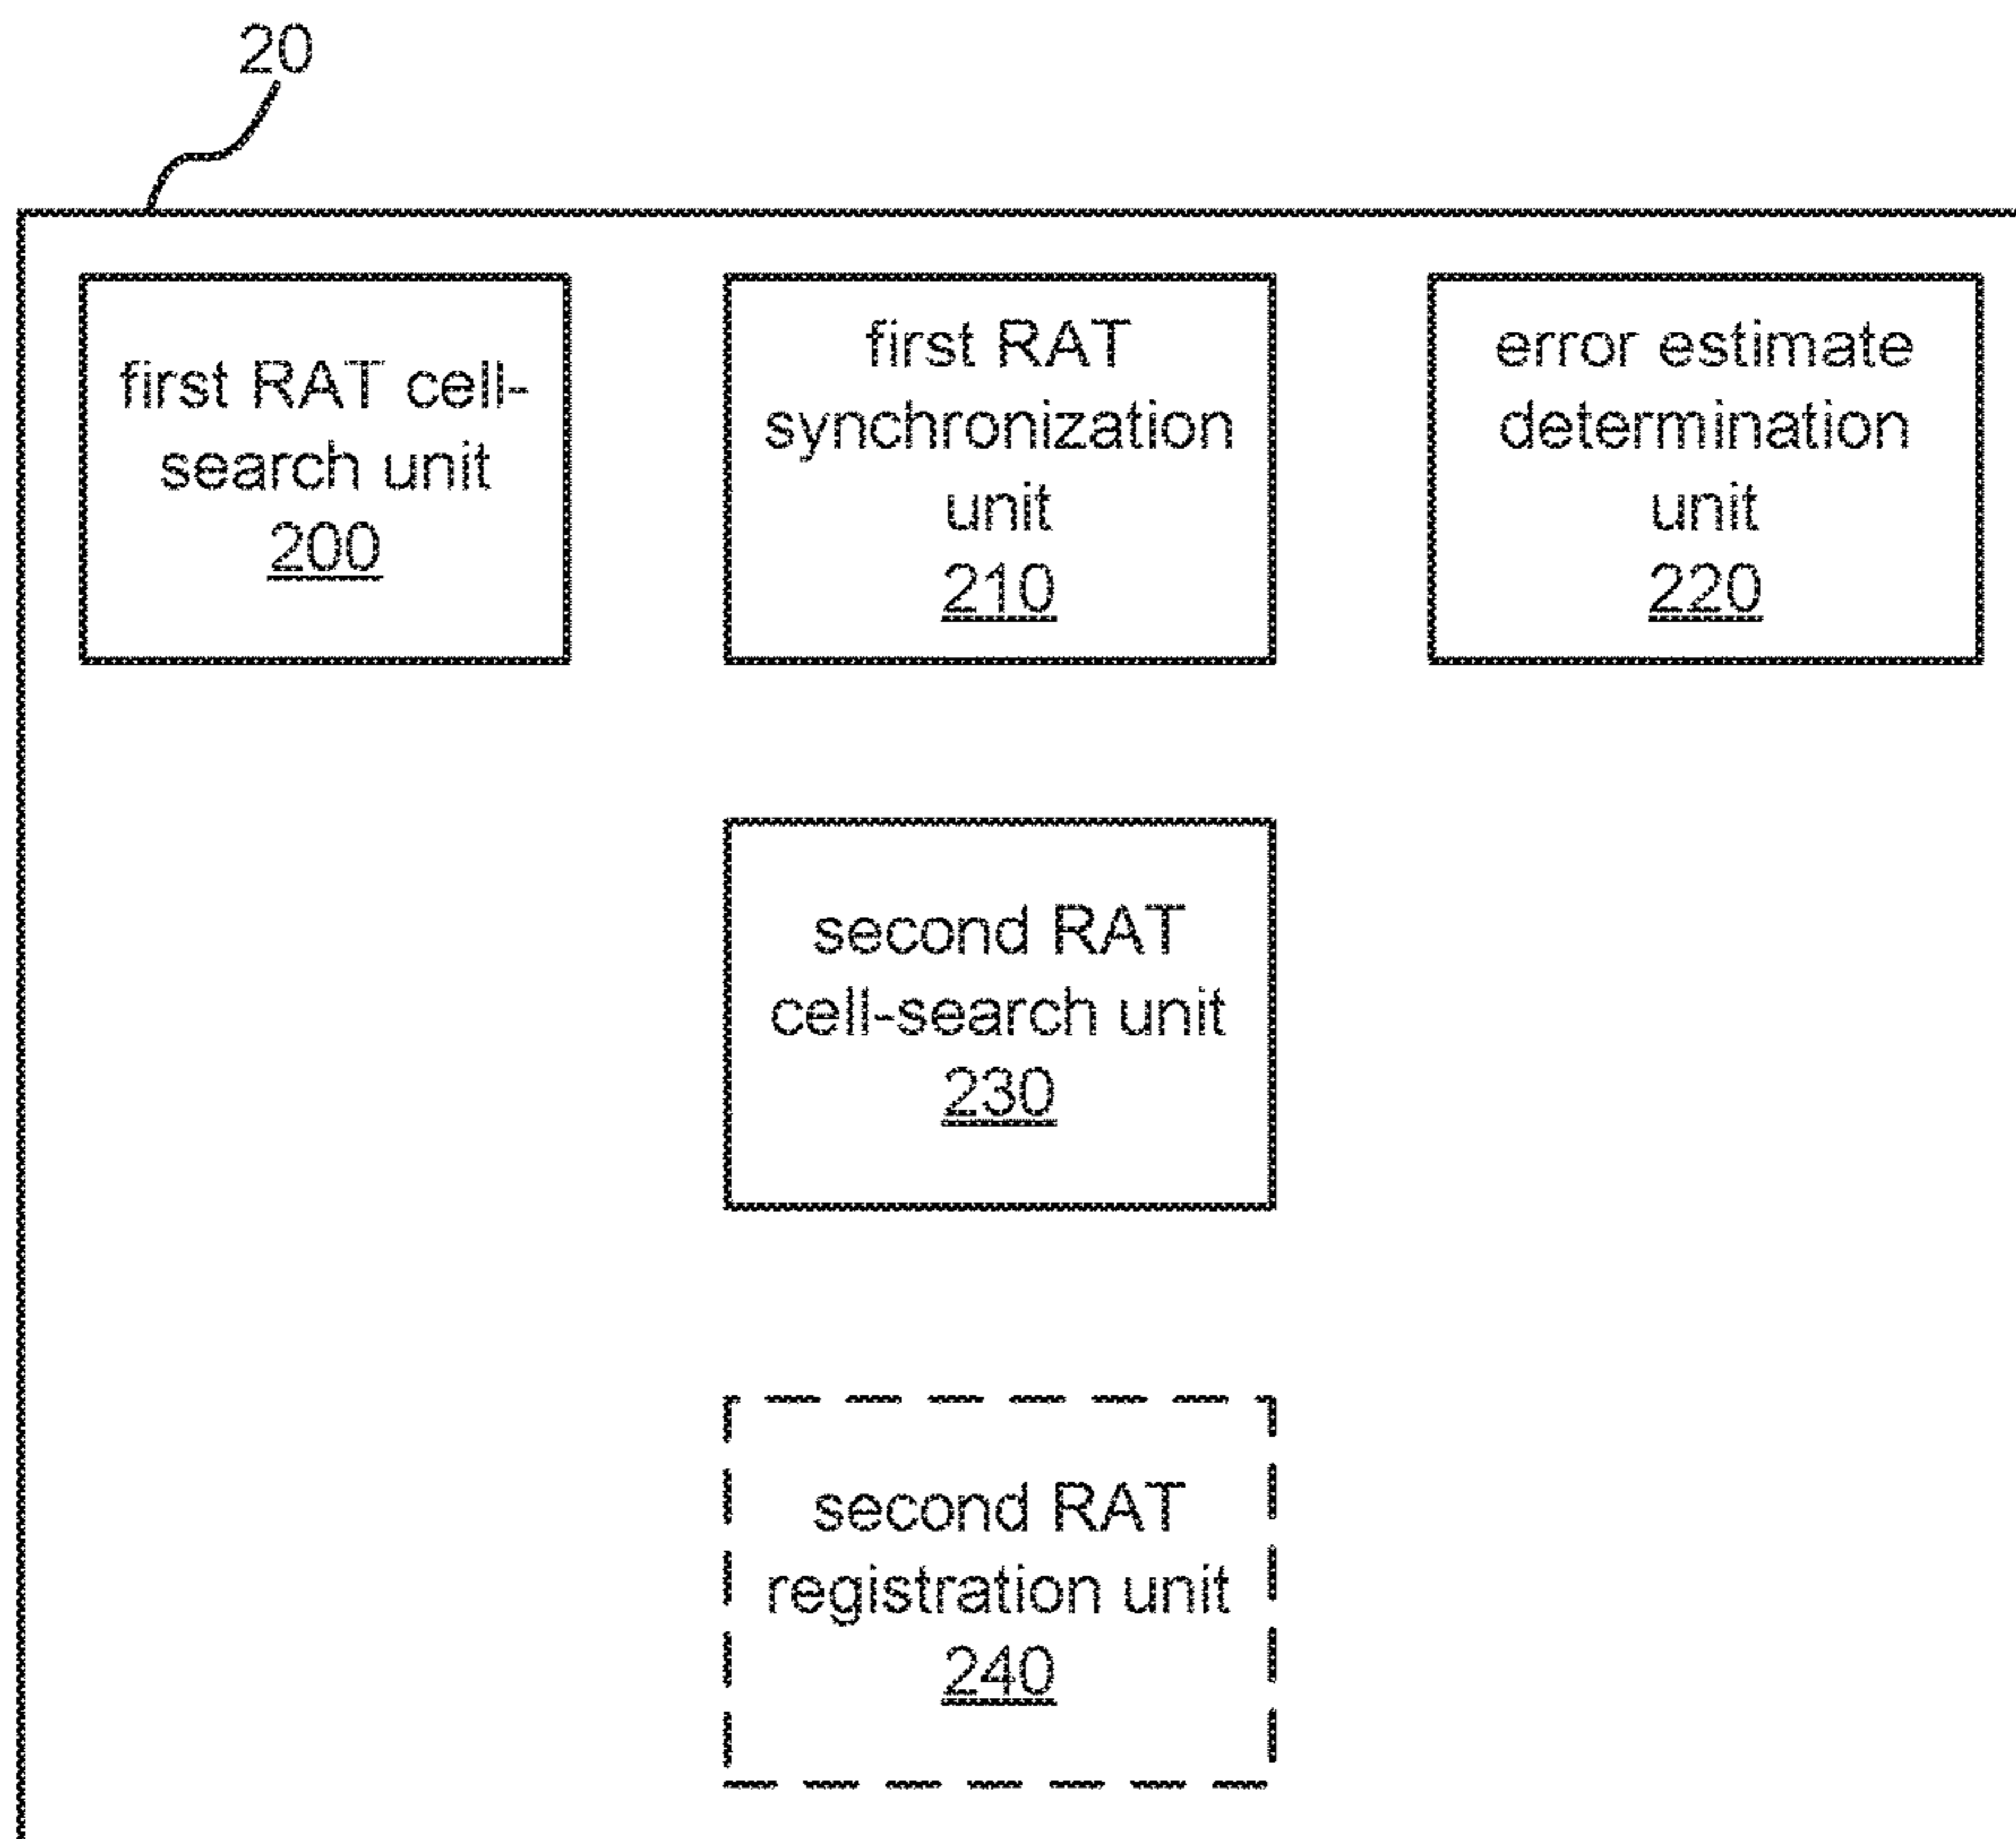 20
first RAT cell-
search unit
200
first RAT
synchronization
unit
210
error estimate
determination
unit
220
second RAT
cell-search unit
230
second RAT
registration unit
240